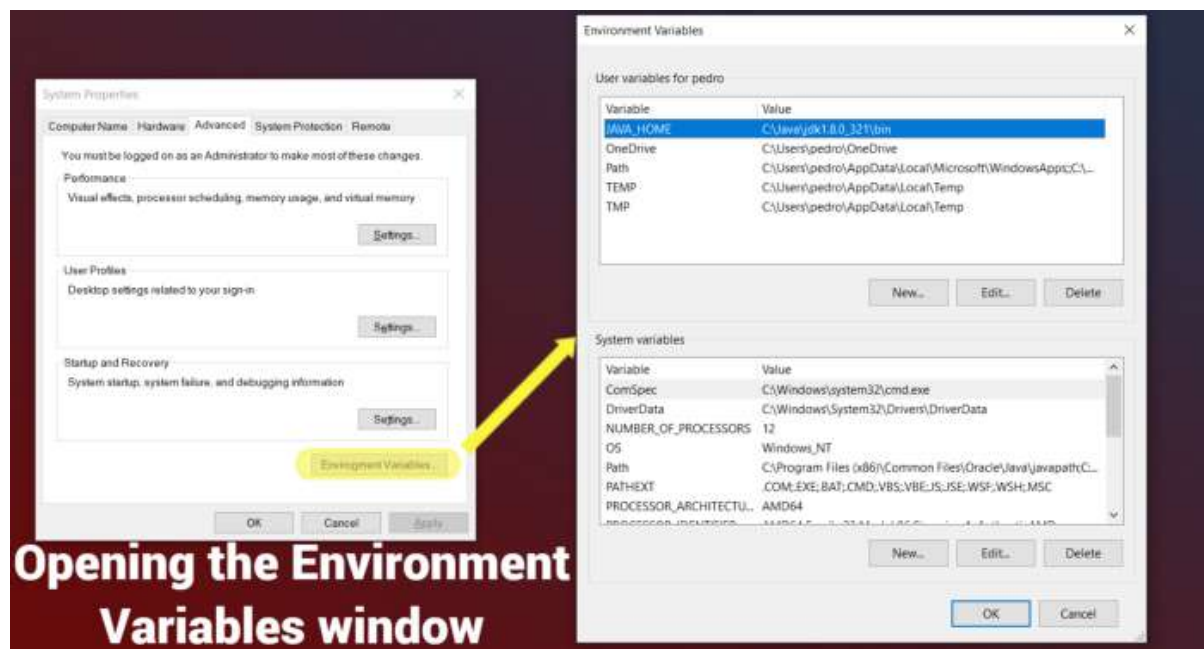 System Properties
Computer Name Hardware Advanced System Protection Remote
You must be logged on as an Administrator to make most of these changes.
Performance
Visual effects, processor scheduling, memory usage, and virtual memory
Settings...
User Profiles
Desktop settings related to your sign-in
Settings...
Startup and Recovery
System startup, system failure, and debugging information
Settings...
Environment Variables...
OK Cancel Apply
Opening the Environment
Variables window
Environment Variables
User variables for pedro
Variable Value
JAVA_HOME C:\Java\jdk1.8.0_321\bin
OneDrive C:\Users\pedro\OneDrive
Path C:\Users\pedro\AppData\Local\Microsoft\WindowsApps;C:\...
TEMP C:\Users\pedro\AppData\Local\Temp
TMP C:\Users\pedro\AppData\Local\Temp
New... Edit... Delete
System variables
Variable Value
ComSpec C:\Windows\system32\cmd.exe
DriverData C:\Windows\System32\Drivers\DriverData
NUMBER_OF_PROCESSORS 12
OS Windows_NT
Path C:\Program Files (x86)\Common Files\Oracle\Java\javapath;C...
PATHEXT .COM;.EXE;.BAT;.CMD;.VBS;.VBE;.JS;.JSE;.WSF;.WSH;.MSC
PROCESSOR_ARCHITECTU... AMD64
New... Edit... Delete
OK Cancel